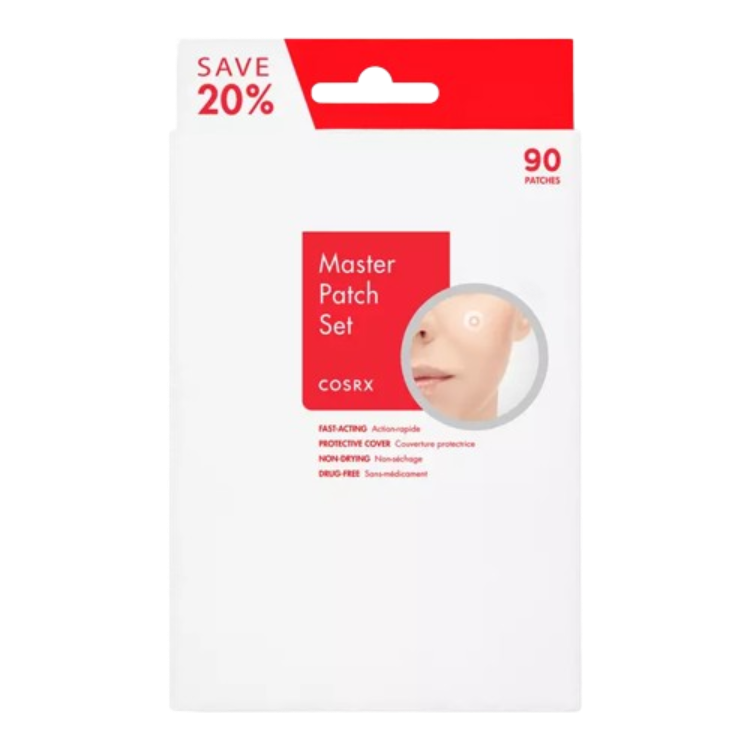 SAVE
20%
90
PATCHES
Master
Patch
Set
COSRX
FAST-ACTING Action-rapide
PROTECTIVE COVER Couverture protectrice
NON-DRYING Non-séchage
DRUG-FREE Sans-médicament